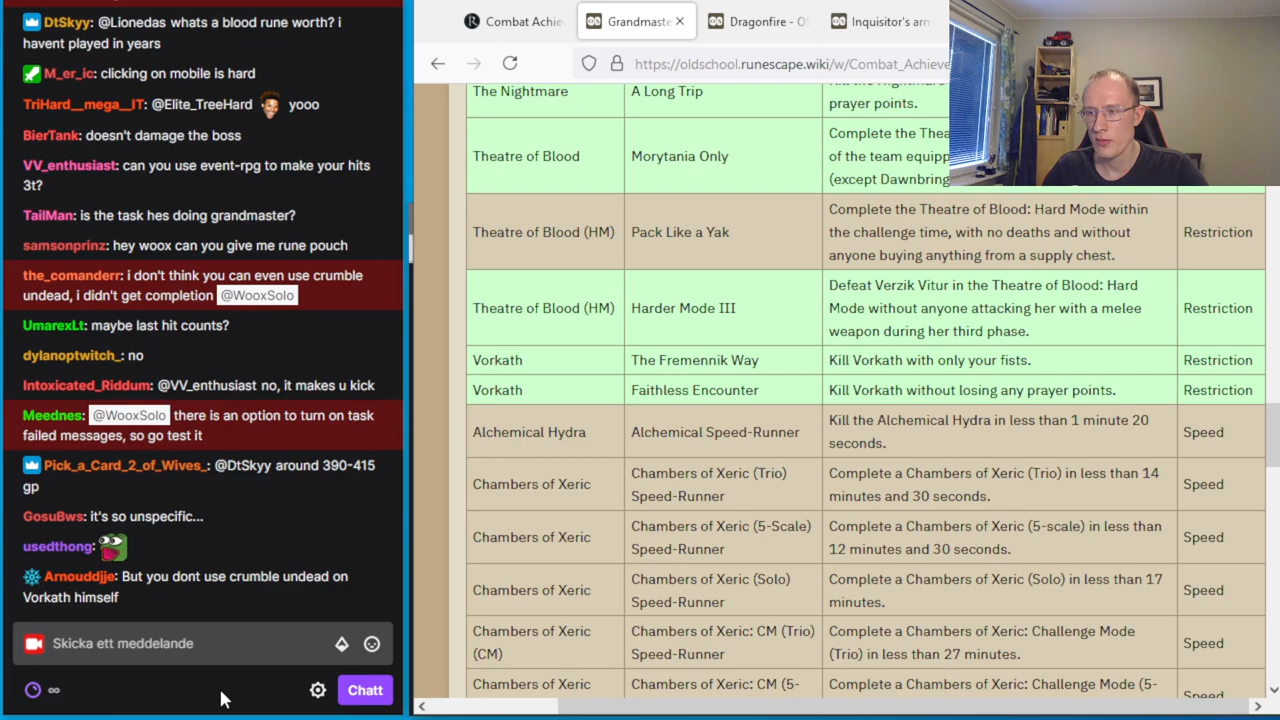 DtSkyy: @Lionedas whats a blood rune worth? i
havent played in years
M_er_ic: clicking on mobile is hard
TriHard__mega__IT: @Elite_TreeHard yooo
BierTank: doesn't damage the boss
VV_enthusiast: can you use event-rpg to make your hits
3t?
TailMan: is the task hes doing grandmaster?
samsonprinz: hey woox can you give me rune pouch
the_comanderr: i don't think you can even use crumble
undead, i didn't get completion @WooxSolo
UmarexLt: maybe last hit counts?
dylanoptwitch_: no
Intoxicated_Riddum: @VV_enthusiast no, it makes u kick
Meednes: @WooxSolo there is an option to turn on task
failed messages, so go test it
Pick_a_Card_2_of_Wives_: @DtSkyy around 390-415
gp
GosuBws: it's so unspecific...
usedthong:
Arnouddjje: But you dont use crumble undead on
Vorkath himself
Skicka ett meddelande
Chatt
Combat Achie
Grandmaste
Dragonfire - O
Inquisitor's arm
https://oldschool.runescape.wiki/w/Combat_Achieve
The Nightmare A Long Trip
prayer points.
Theatre of Blood Morytania Only Complete the Thea
of the team equipp
(except Dawnbring
Theatre of Blood (HM) Pack Like a Yak Complete the Theatre of Blood: Hard Mode within
the challenge time, with no deaths and without
anyone buying anything from a supply chest. Restriction
Theatre of Blood (HM) Harder Mode III Defeat Verzik Vitur in the Theatre of Blood: Hard
Mode without anyone attacking her with a melee
weapon during her third phase. Restriction
Vorkath The Fremennik Way Kill Vorkath with only your fists. Restriction
Vorkath Faithless Encounter Kill Vorkath without losing any prayer points. Restriction
Alchemical Hydra Alchemical Speed-Runner Kill the Alchemical Hydra in less than 1 minute 20
seconds. Speed
Chambers of Xeric Chambers of Xeric (Trio)
Speed-Runner Complete a Chambers of Xeric (Trio) in less than 14
minutes and 30 seconds. Speed
Chambers of Xeric Chambers of Xeric (5-Scale)
Speed-Runner Complete a Chambers of Xeric (5-scale) in less than
12 minutes and 30 seconds. Speed
Chambers of Xeric Chambers of Xeric (Solo)
Speed-Runner Complete a Chambers of Xeric (Solo) in less than 17
minutes. Speed
Chambers of Xeric
(CM) Chambers of Xeric: CM (Trio)
Speed-Runner Complete a Chambers of Xeric: Challenge Mode
(Trio) in less than 27 minutes. Speed
Chambers of Xeric Chambers of Xeric: CM (5- Complete a Chambers of Xeric: Challenge Mode (5- Speed